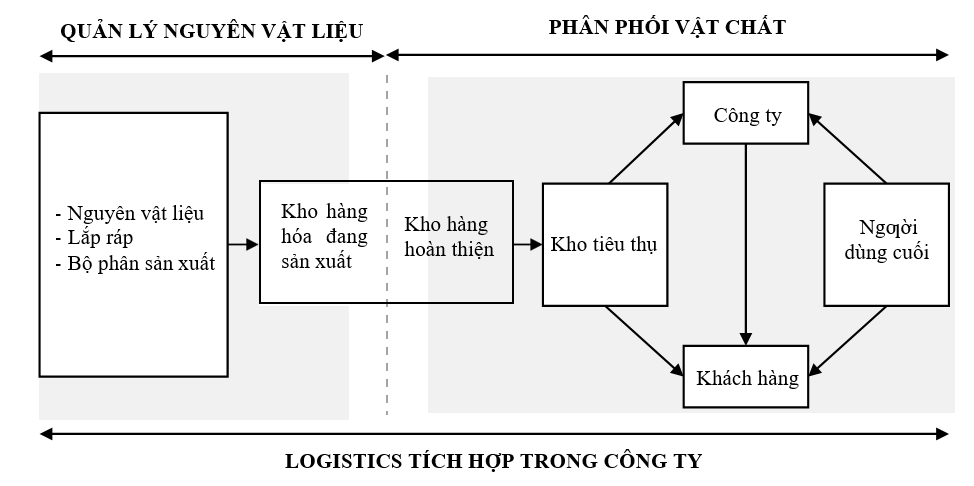 QUẢN LÝ NGUYÊN VẬT LIỆU
PHÂN PHỐI VẬT CHẤT
- Nguyên vật liệu
- Lắp ráp
- Bộ phân sản xuất
Kho hàng
hóa đang
sản xuất
Kho hàng
hoàn thiện
Kho tiêu thụ
Công ty
Khách hàng
Ngƣời
dùng cuối
LOGISTICS TÍCH HỢP TRONG CÔNG TY